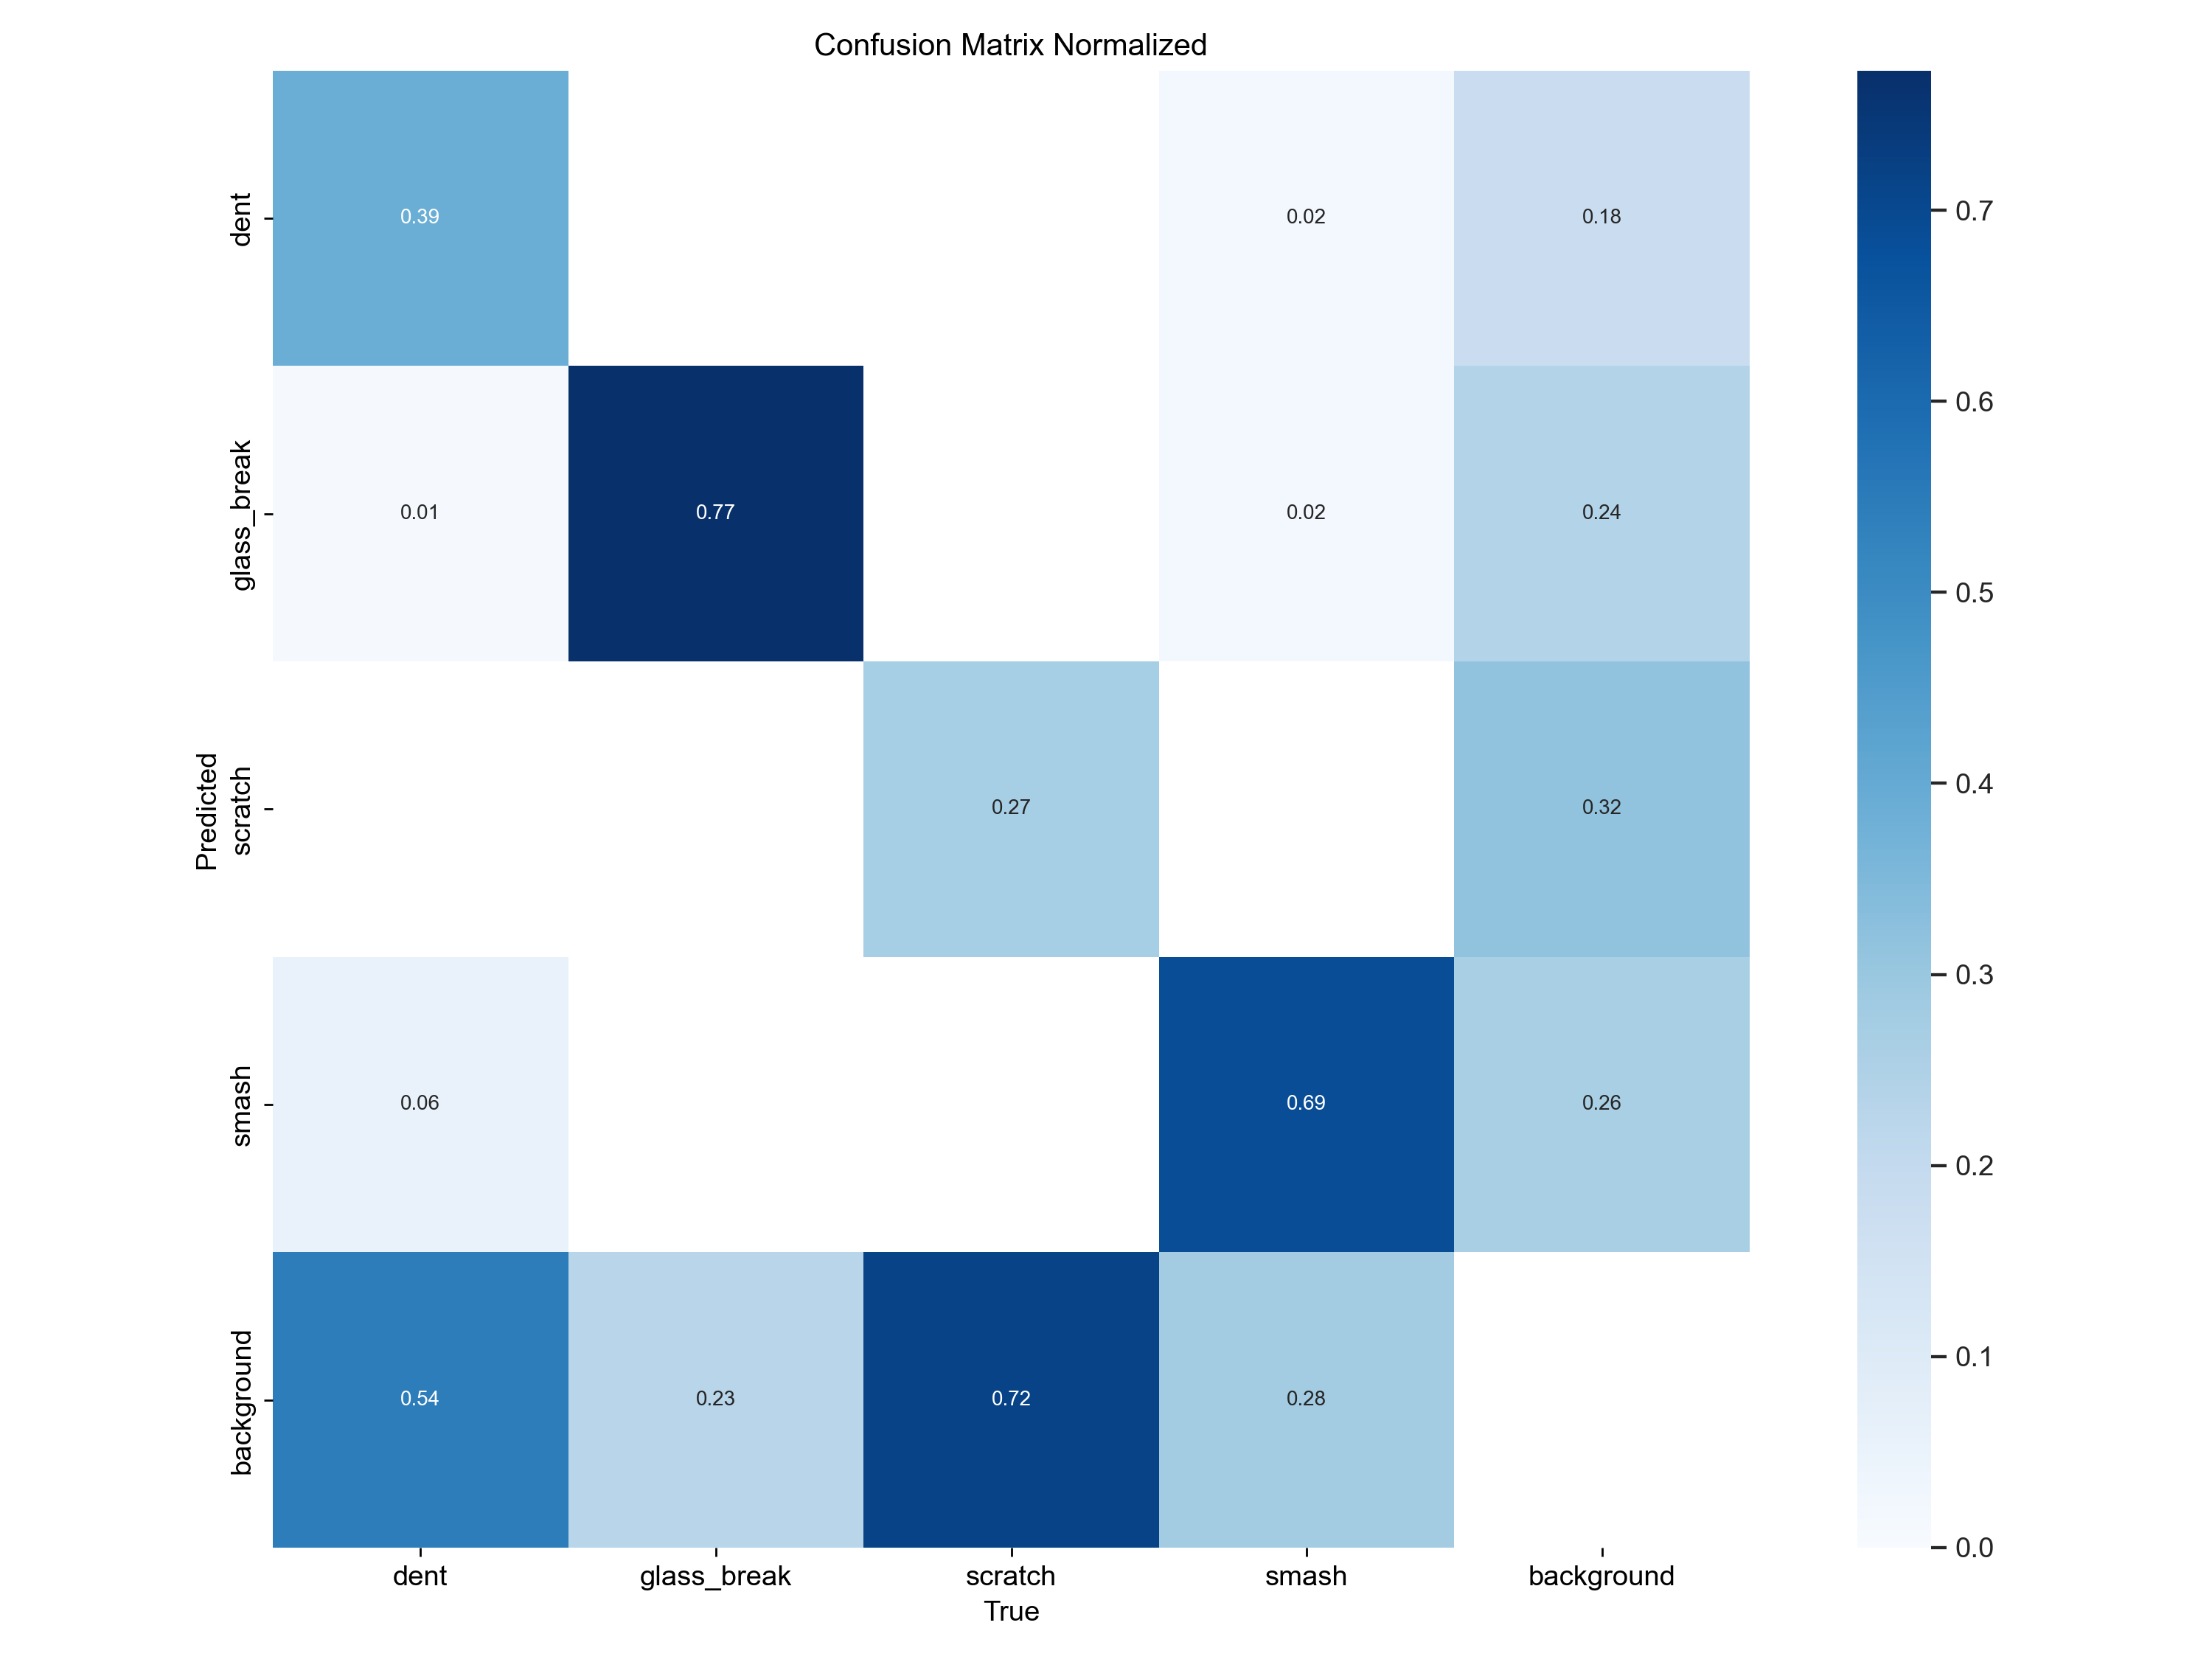 Confusion Matrix Normalized
Predicted
dent
0.39
0.02
0.18
glass_break
0.01
0.77
0.02
0.24
scratch
0.27
0.32
smash
0.06
0.69
0.26
background
0.54
0.23
0.72
0.28
dent
glass_break
scratch
smash
background
True
0.7
0.6
0.5
0.4
0.3
0.2
0.1
0.0